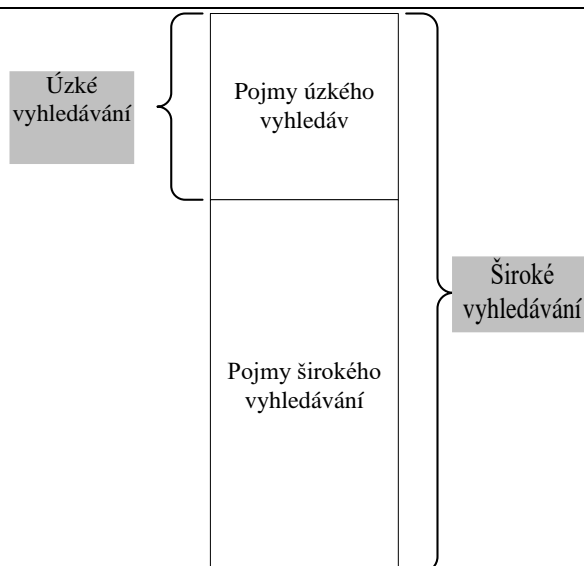 Úzké
vyhledávání
Pojmy úzkého
vyhledáv
Široké
vyhledávání
Pojmy širokého
vyhledávání